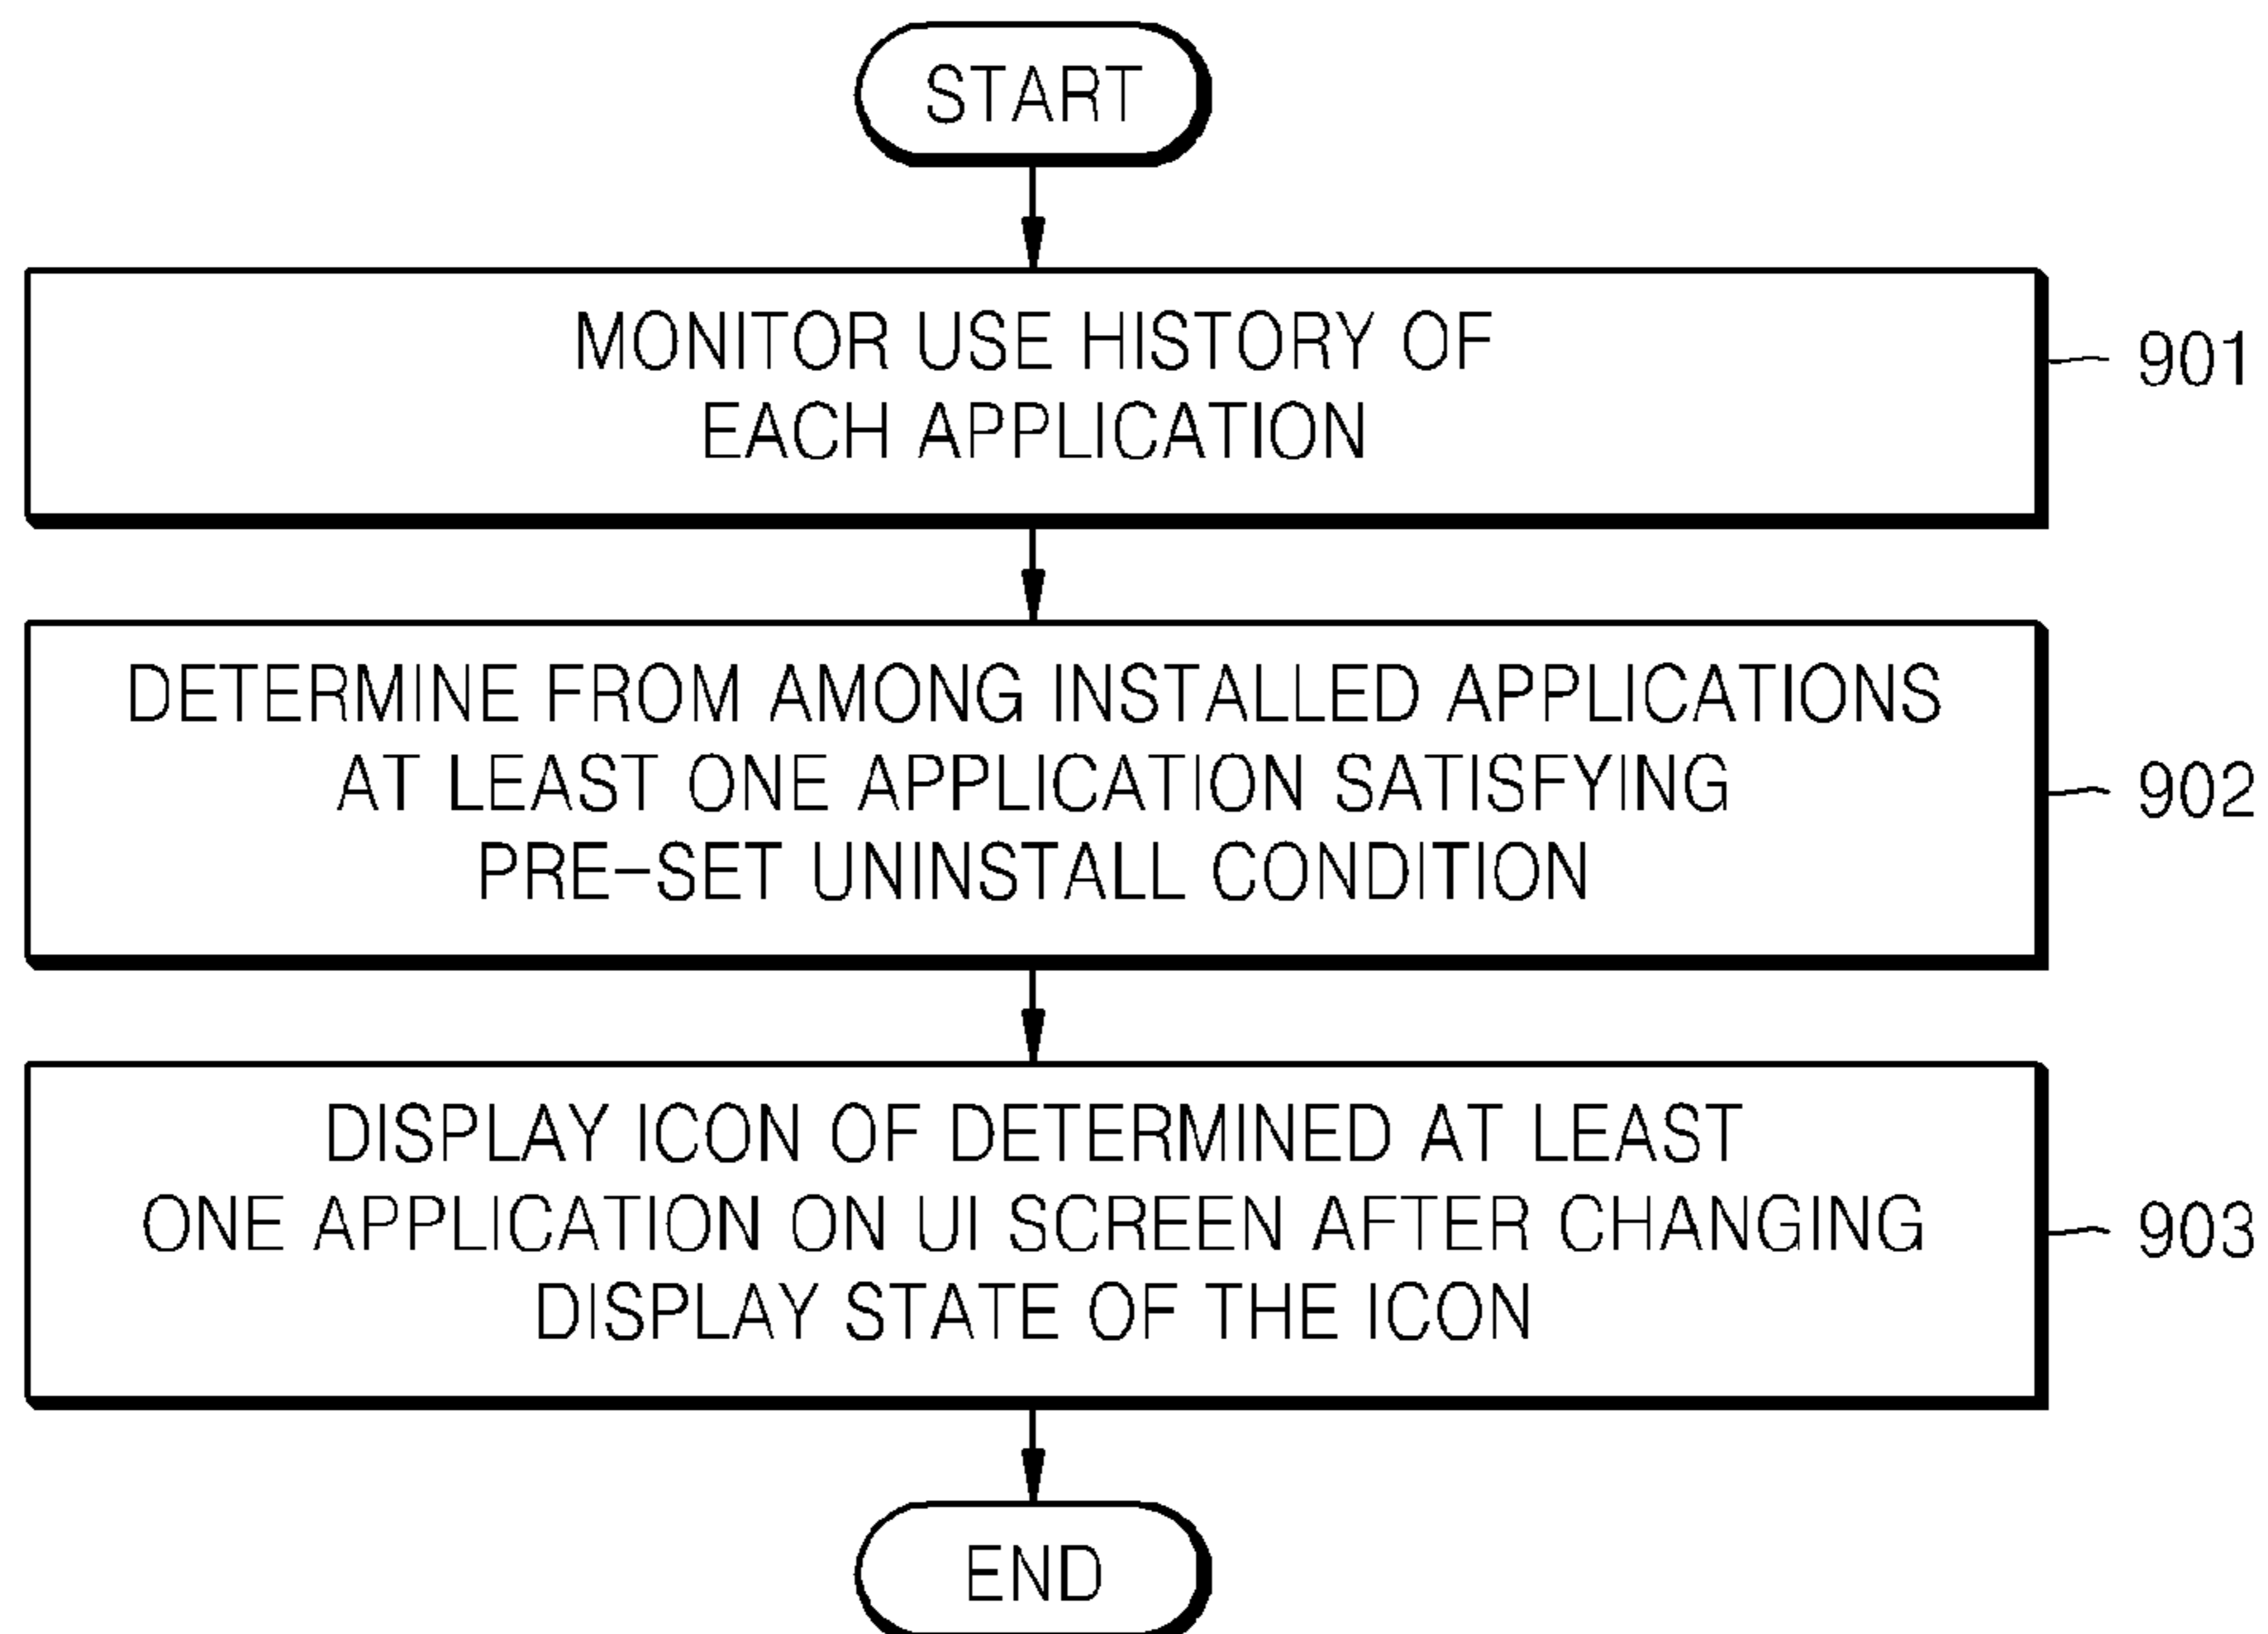 START
MONITOR USE HISTORY OF
EACH APPLICATION
901
DETERMINE FROM AMONG INSTALLED APPLICATIONS
AT LEAST ONE APPLICATION SATISFYING
PRE-SET UNINSTALL CONDITION
902
DISPLAY ICON OF DETERMINED AT LEAST
ONE APPLICATION ON UI SCREEN AFTER CHANGING
DISPLAY STATE OF THE ICON
903
END